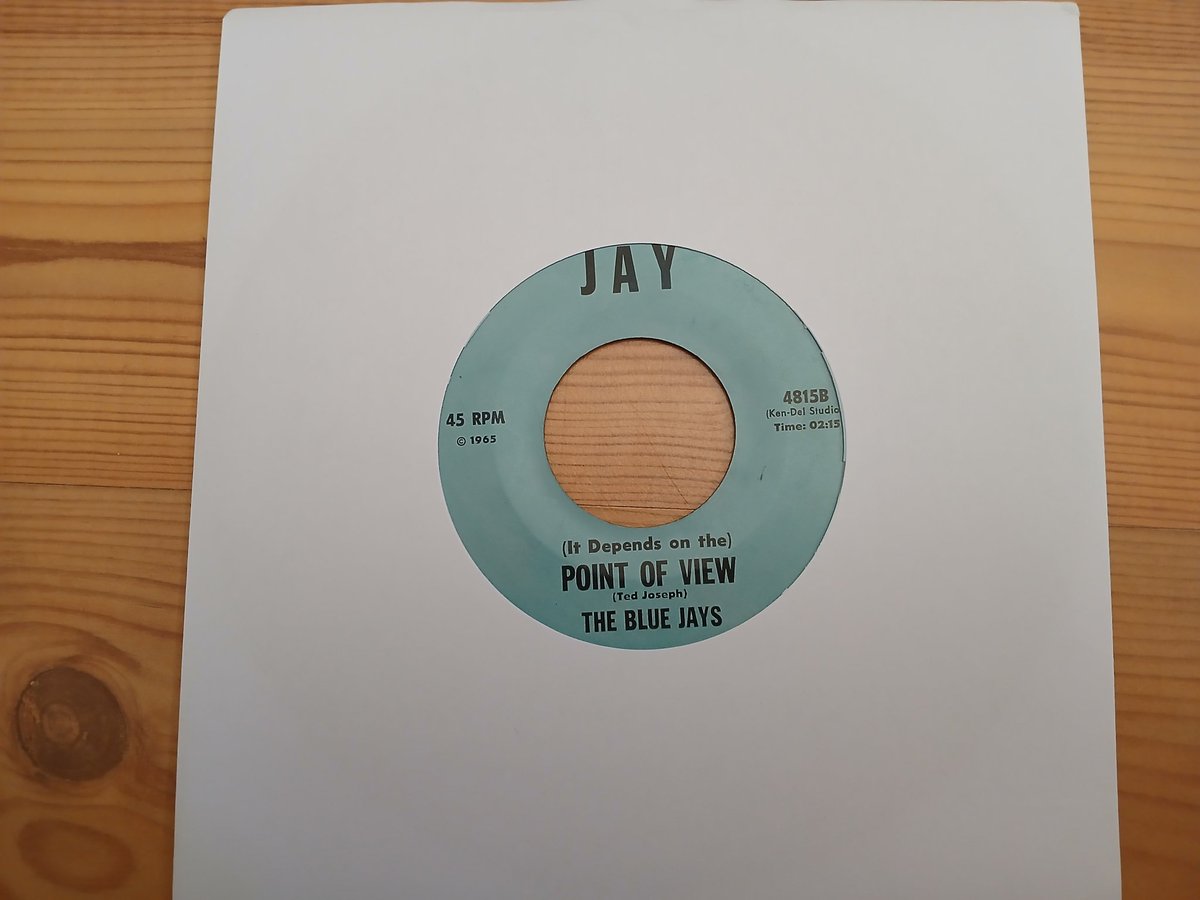 JAY
45 RPM
© 1965
4815B
(Ken-Del Studio
Time: 02:15
(It Depends on the)
POINT OF VIEW
(Ted Joseph)
THE BLUE JAYS